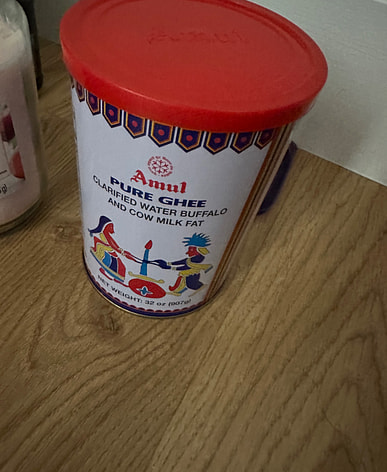 Amul
PURE GHEE
CLARIFIED WATER BUFFALO
AND COW MILK FAT
NET WEIGHT: 32 oz (907g)